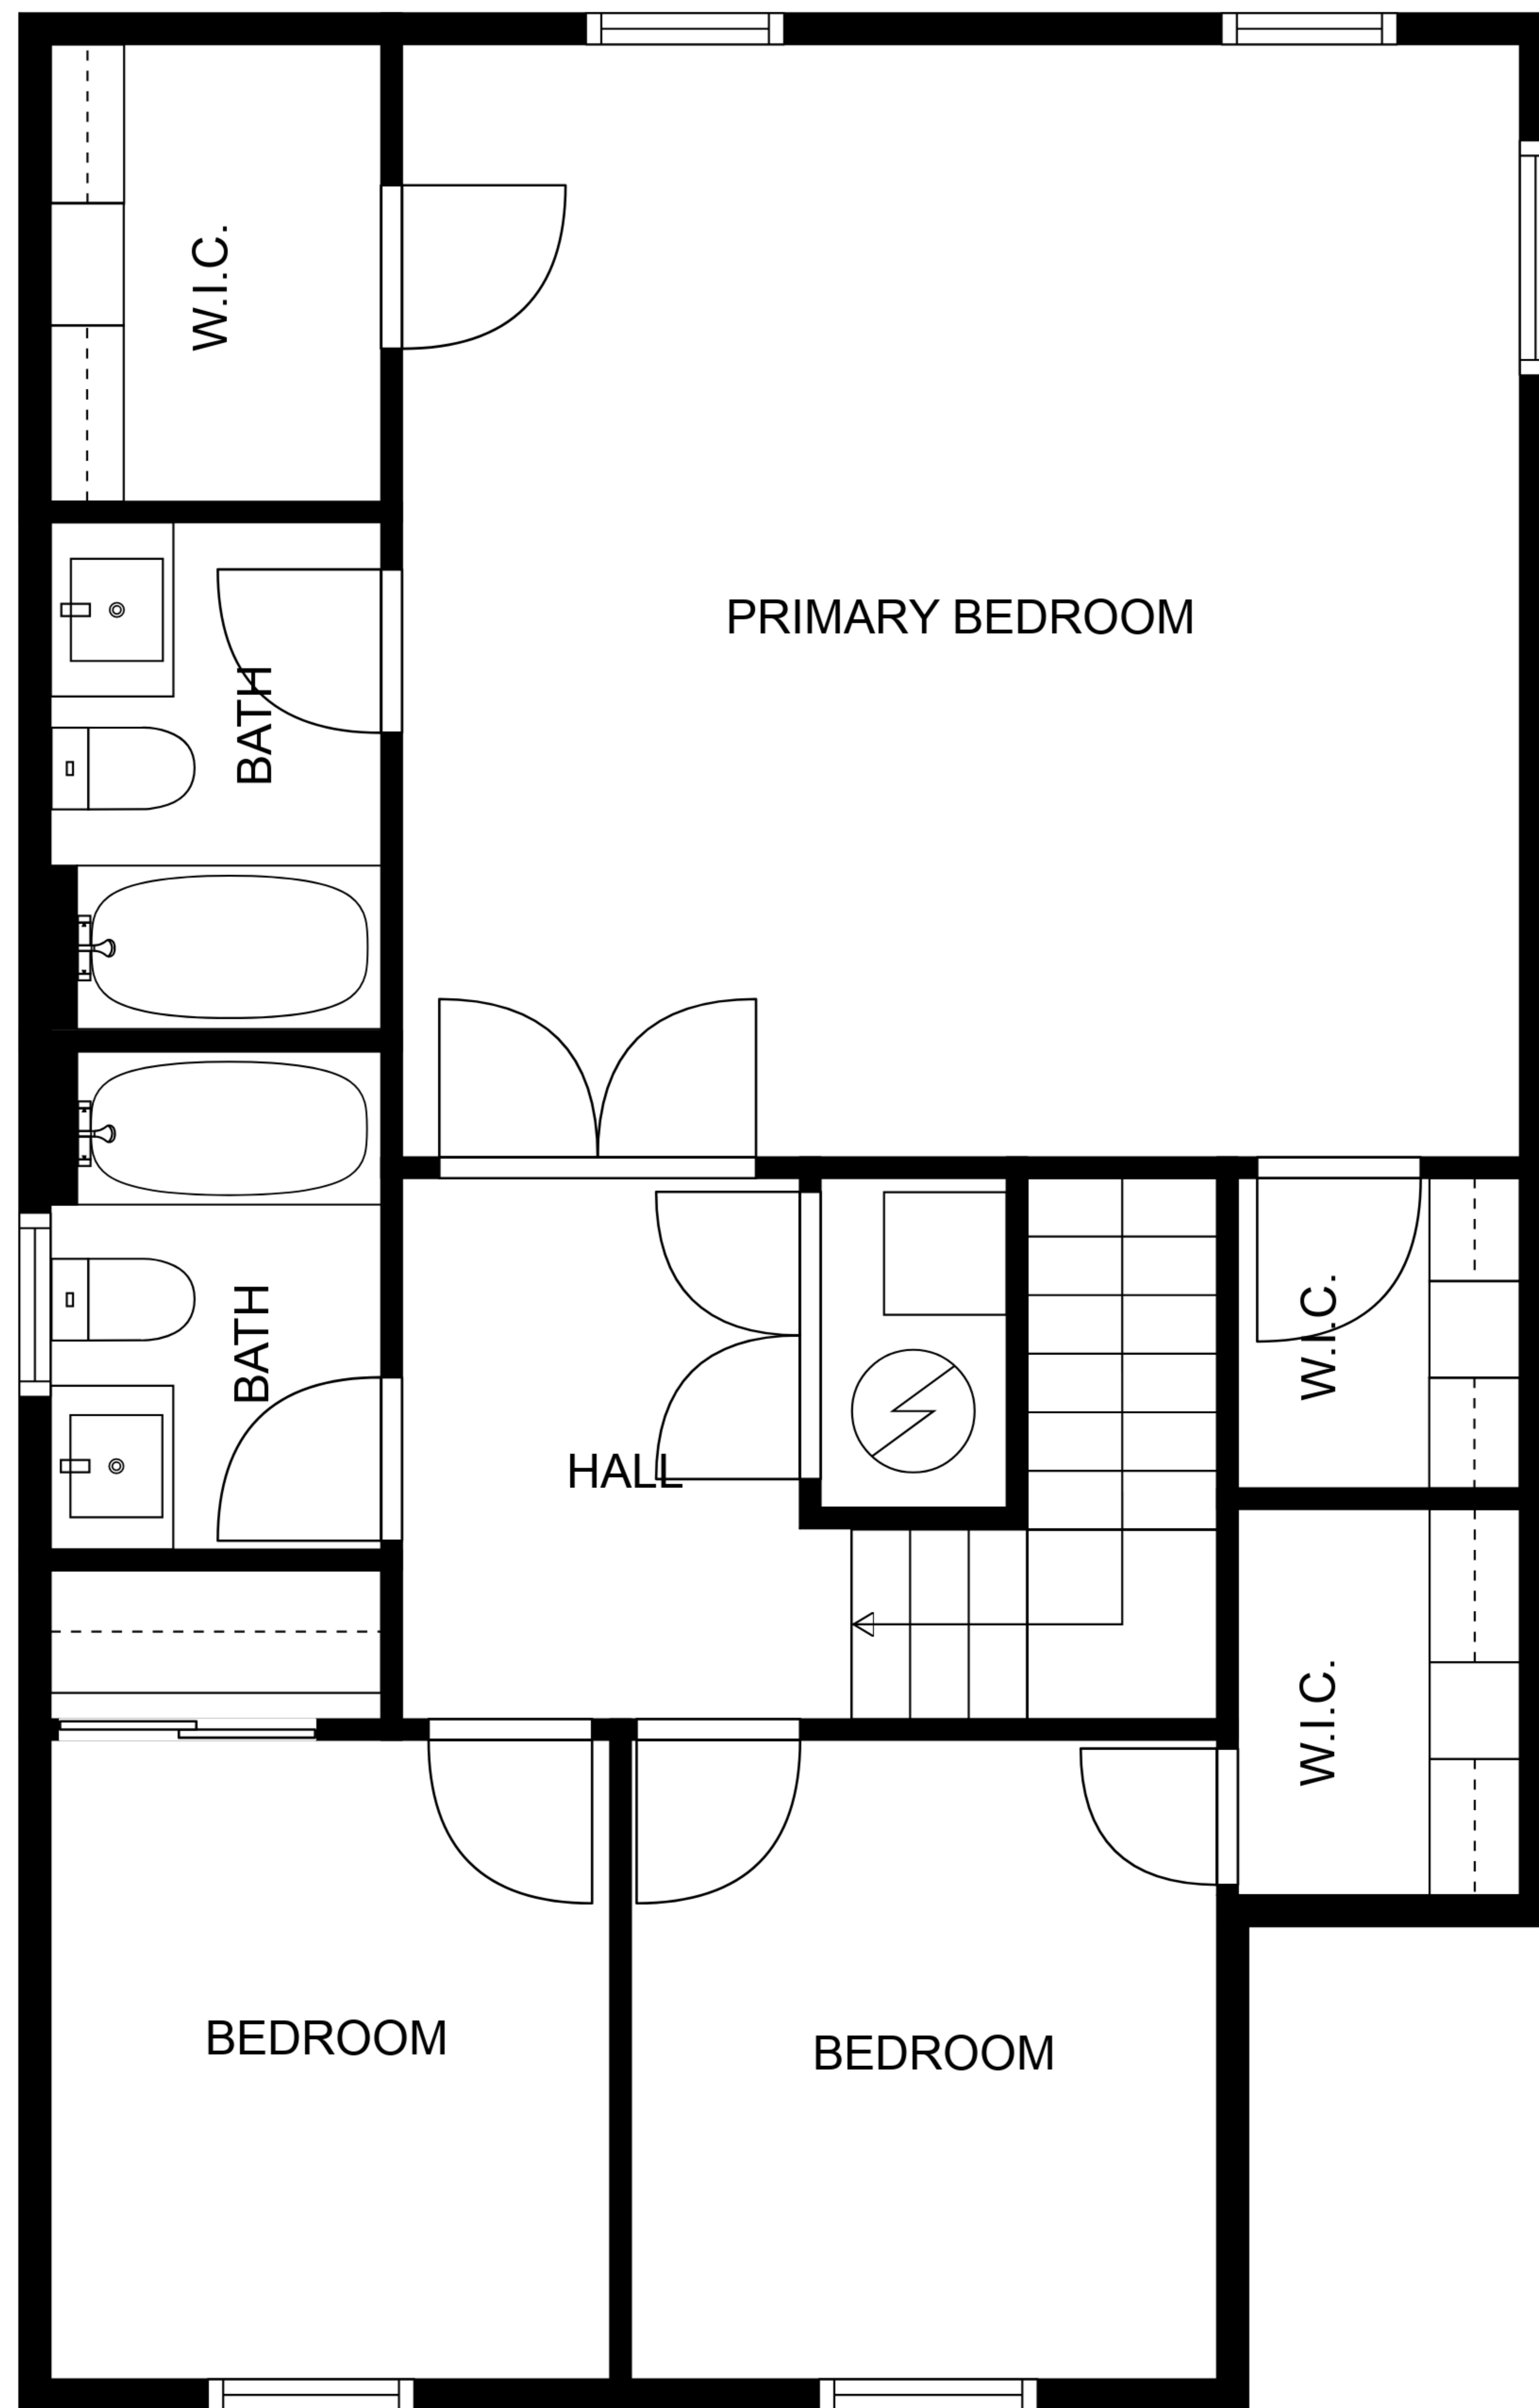 W.I.C.
PRIMARY BEDROOM
BATH
BATH
HALL
W.I.C.
W.I.C.
BEDROOM
BEDROOM